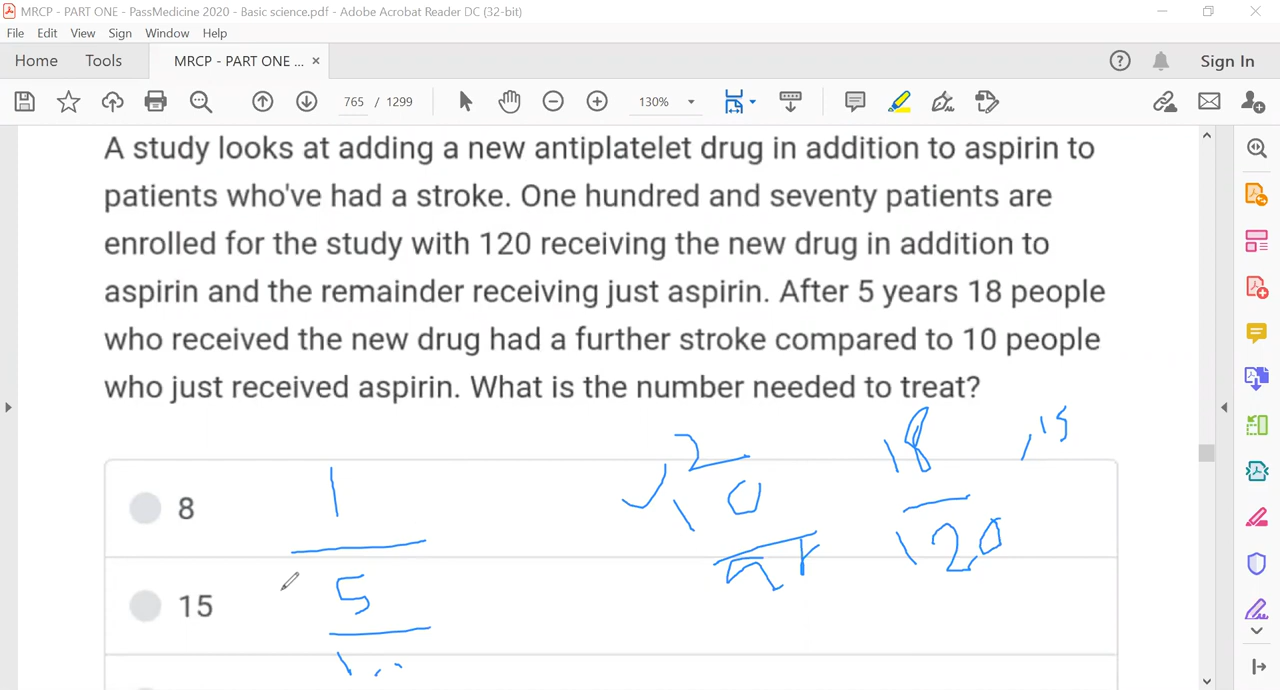 MRCP - PART ONE - PassMedicine 2020 - Basic science.pdf - Adobe Acrobat Reader DC (32-bit)
File Edit View Sign Window Help
Home Tools MRCP - PART ONE ... × ? Sign In
765 / 1299 130%
A study looks at adding a new antiplatelet drug in addition to aspirin to
patients who've had a stroke. One hundred and seventy patients are
enrolled for the study with 120 receiving the new drug in addition to
aspirin and the remainder receiving just aspirin. After 5 years 18 people
who received the new drug had a further stroke compared to 10 people
who just received aspirin. What is the number needed to treat?
8
15
1
5
2
10
18
120
,15